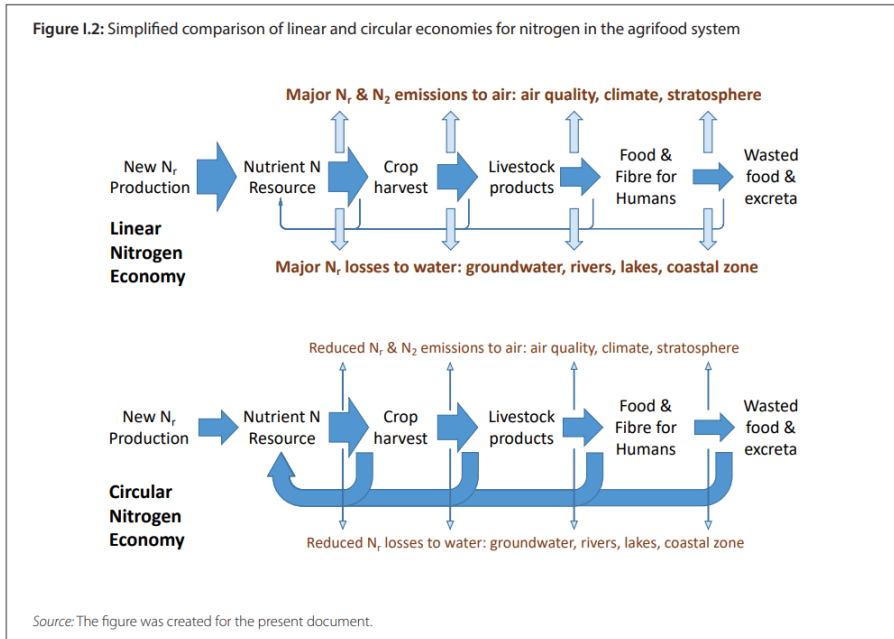 Figure I.2: Simplified comparison of linear and circular economies for nitrogen in the agrifood system
Major Nr & N2 emissions to air: air quality, climate, stratosphere
New Nr
Production
Nutrient N
Resource
Crop
harvest
Livestock
products
Food &
Fibre for
Humans
Wasted
food &
excreta
Linear
Nitrogen
Economy
Major Nr losses to water: groundwater, rivers, lakes, coastal zone
Reduced Nr & N2 emissions to air: air quality, climate, stratosphere
New Nr
Production
Nutrient N
Resource
Crop
harvest
Livestock
products
Food &
Fibre for
Humans
Wasted
food &
excreta
Circular
Nitrogen
Economy
Reduced Nr losses to water: groundwater, rivers, lakes, coastal zone
Source: The figure was created for the present document.